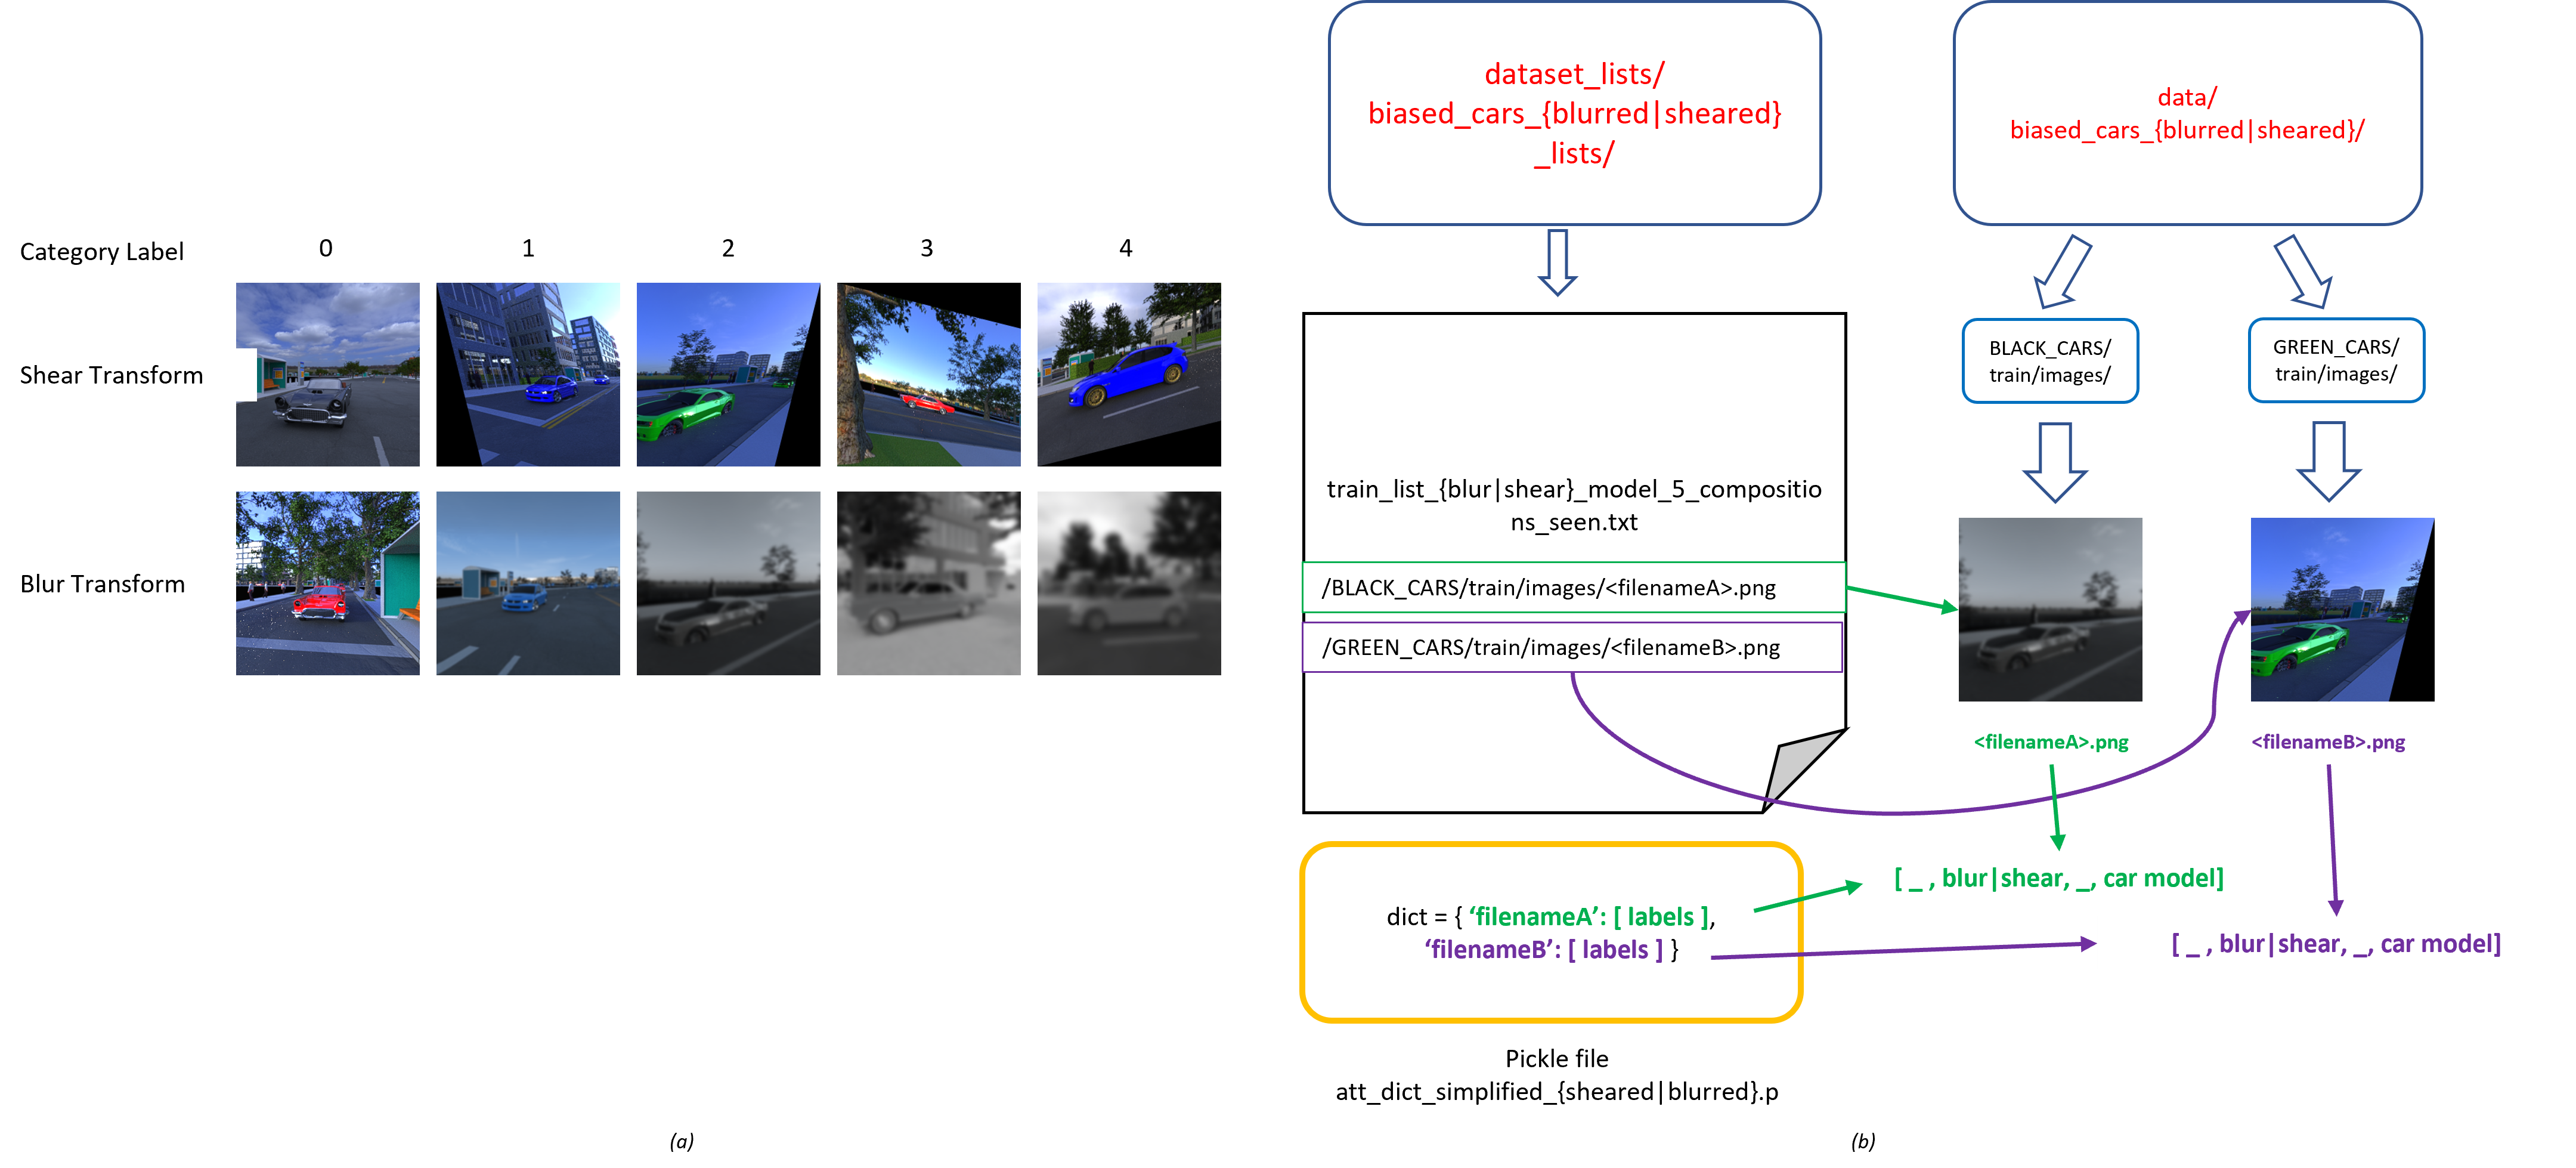 Category Label
0
1
2
3
4
Shear Transform
Blur Transform
(a)
dataset_lists/
biased_cars_{blurred|sheared}
_lists/
data/
biased_cars_{blurred|sheared}/
BLACK_CARS/
train/images/
GREEN_CARS/
train/images/
train_list_{blur|shear}_model_5_compositio
ns_seen.txt
/BLACK_CARS/train/images/<filenameA>.png
/GREEN_CARS/train/images/<filenameB>.png
<filenameA>.png
<filenameB>.png
dict = { ‘filenameA’: [ labels ],
‘filenameB’: [ labels ] }
[ _ , blur|shear, _, car model]
[ _ , blur|shear, _, car model]
Pickle file
att_dict_simplified_{sheared|blurred}.p
(b)